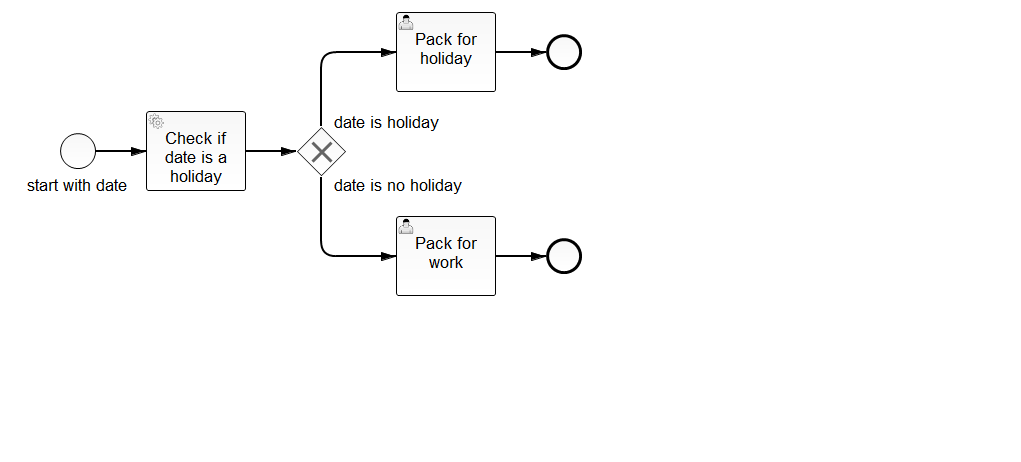 Pack for
holiday
date is holiday
Check if
date is a
holiday
start with date
date is no holiday
Pack for
work